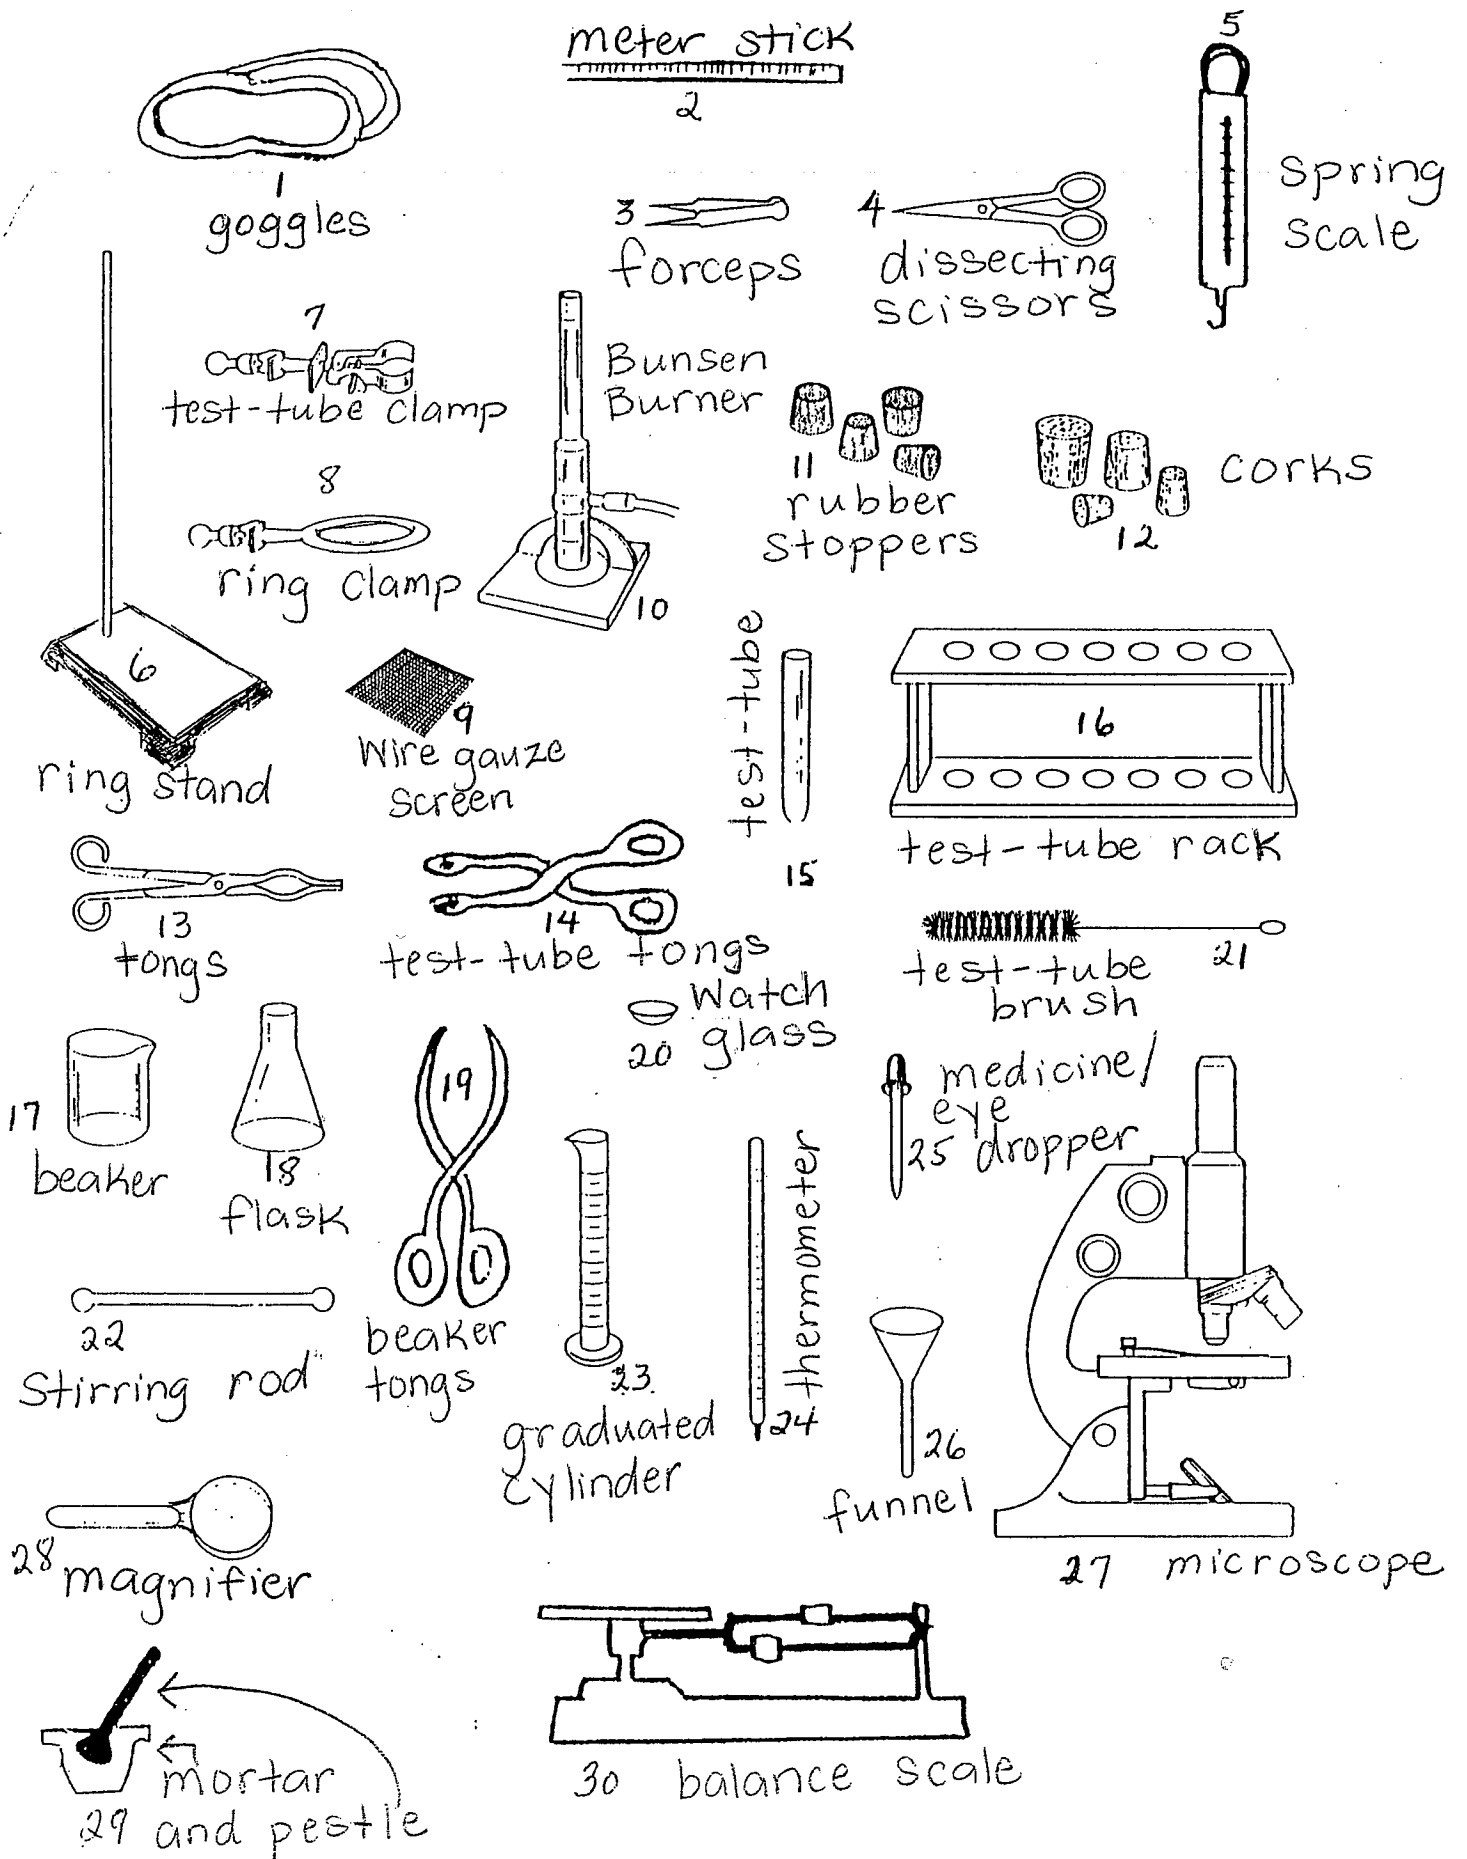 5
meter stick
2
1
goggles
3
forceps
4
dissecting
scissors
spring
scale
7
test-tube clamp
Bunsen
Burner
10
11
rubber
stoppers
corks
12
8
ring clamp
6
ring stand
9
Wire gauze
screen
test-tube
15
16
test-tube rack
13
tongs
14
test-tube tongs
21
test-tube
brush
20
Watch
glass
17
beaker
18
flask
19
beaker
tongs
medicine/
eye
25 dropper
22
Stirring rod
23
graduated
cylinder
thermometer
24
26
funnel
27 microscope
28
magnifier
mortar
29 and pestle
30 balance scale